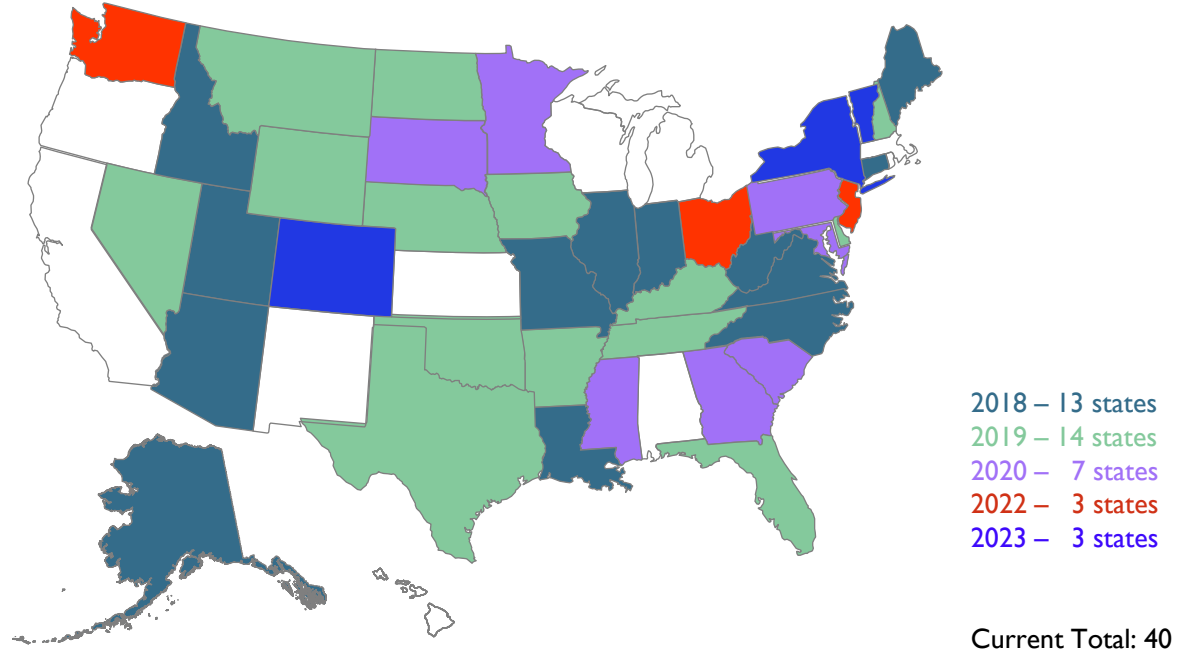 2018 – 13 states
2019 – 14 states
2020 – 7 states
2022 – 3 states
2023 – 3 states
Current Total: 40